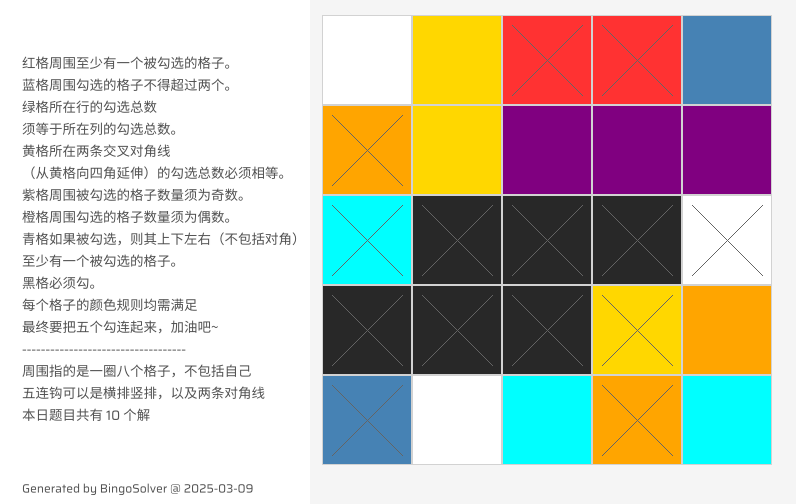 红格周围至少有一个被勾选的格子。
蓝格周围勾选的格子不得超过两个。
绿格所在行的勾选总数
须等于所在列的勾选总数。
黄格所在两条交叉对角线
（从黄格向四角延伸）的勾选总数必须相等。
紫格周围被勾选的格子数量须为奇数。
橙格周围勾选的格子数量须为偶数。
青格如果被勾选，则其上下左右（不包括对角）
至少有一个被勾选的格子。
黑格必须勾。
每个格子的颜色规则均需满足
最终要把五个勾连起来，加油吧~
----------------------------------
周围指的是一圈八个格子，不包括自己
五连钩可以是横排竖排，以及两条对角线
本日题目共有 10 个解
Generated by BingoSolver @ 2025-03-09